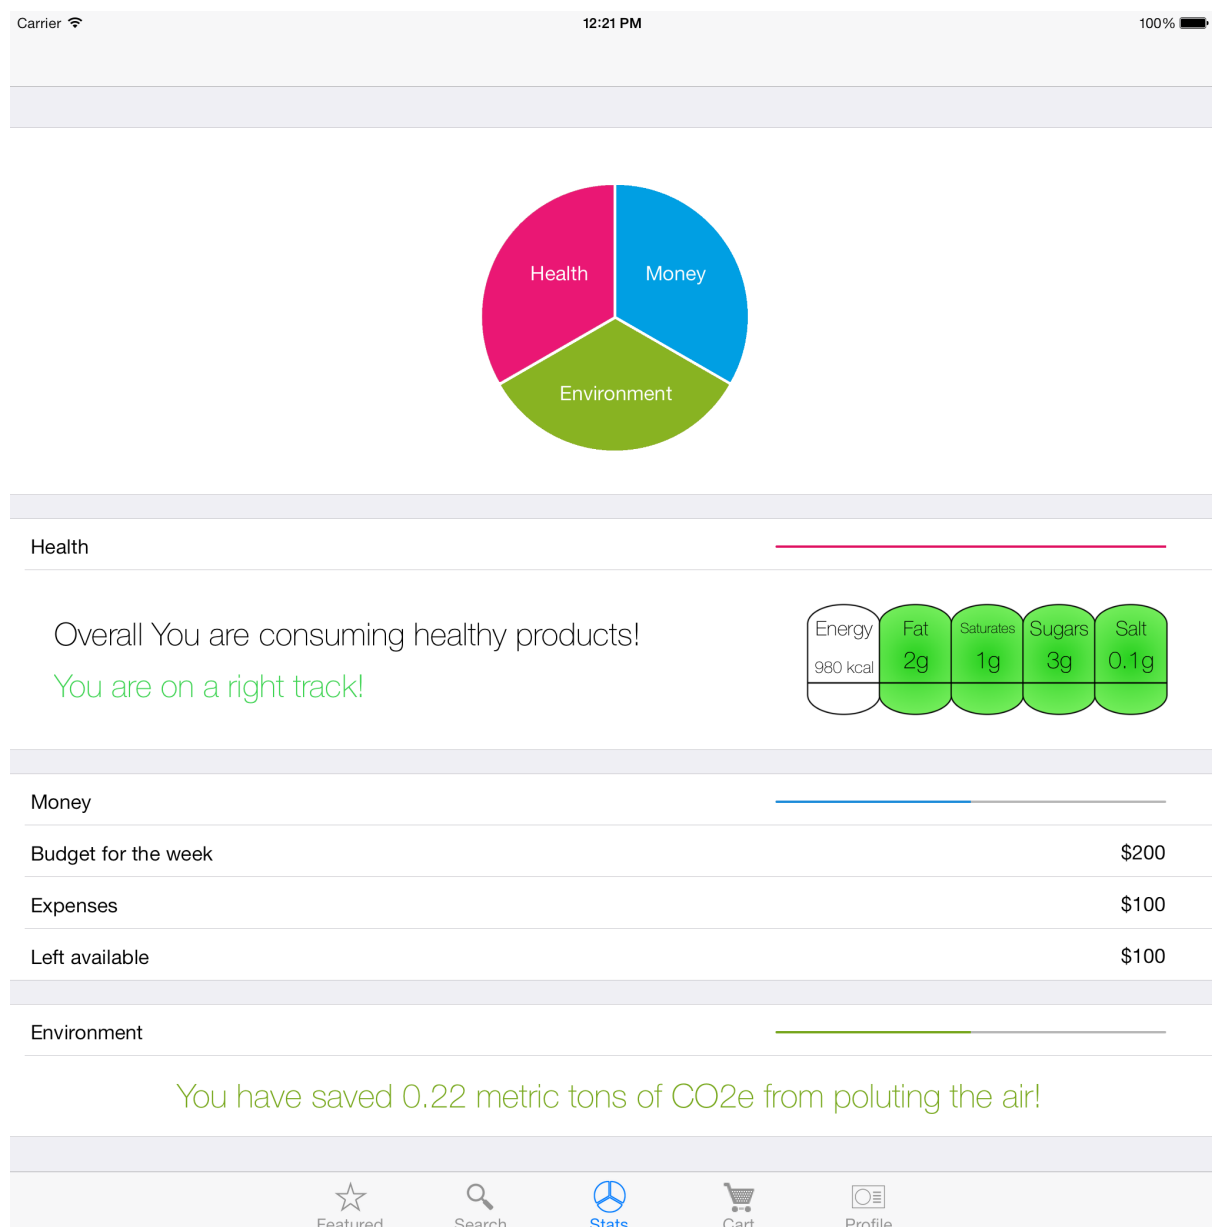 Carrier
12:21 PM
100%
Health
Money
Environment
Health
Overall You are consuming healthy products!
You are on a right track!
Energy Fat Saturates Sugars Salt
980 kcal 2g 1g 3g 0.1g
Money
Budget for the week $200
Expenses $100
Left available $100
Environment
You have saved 0.22 metric tons of CO2e from poluting the air!
Featured Search Stats Cart Profile